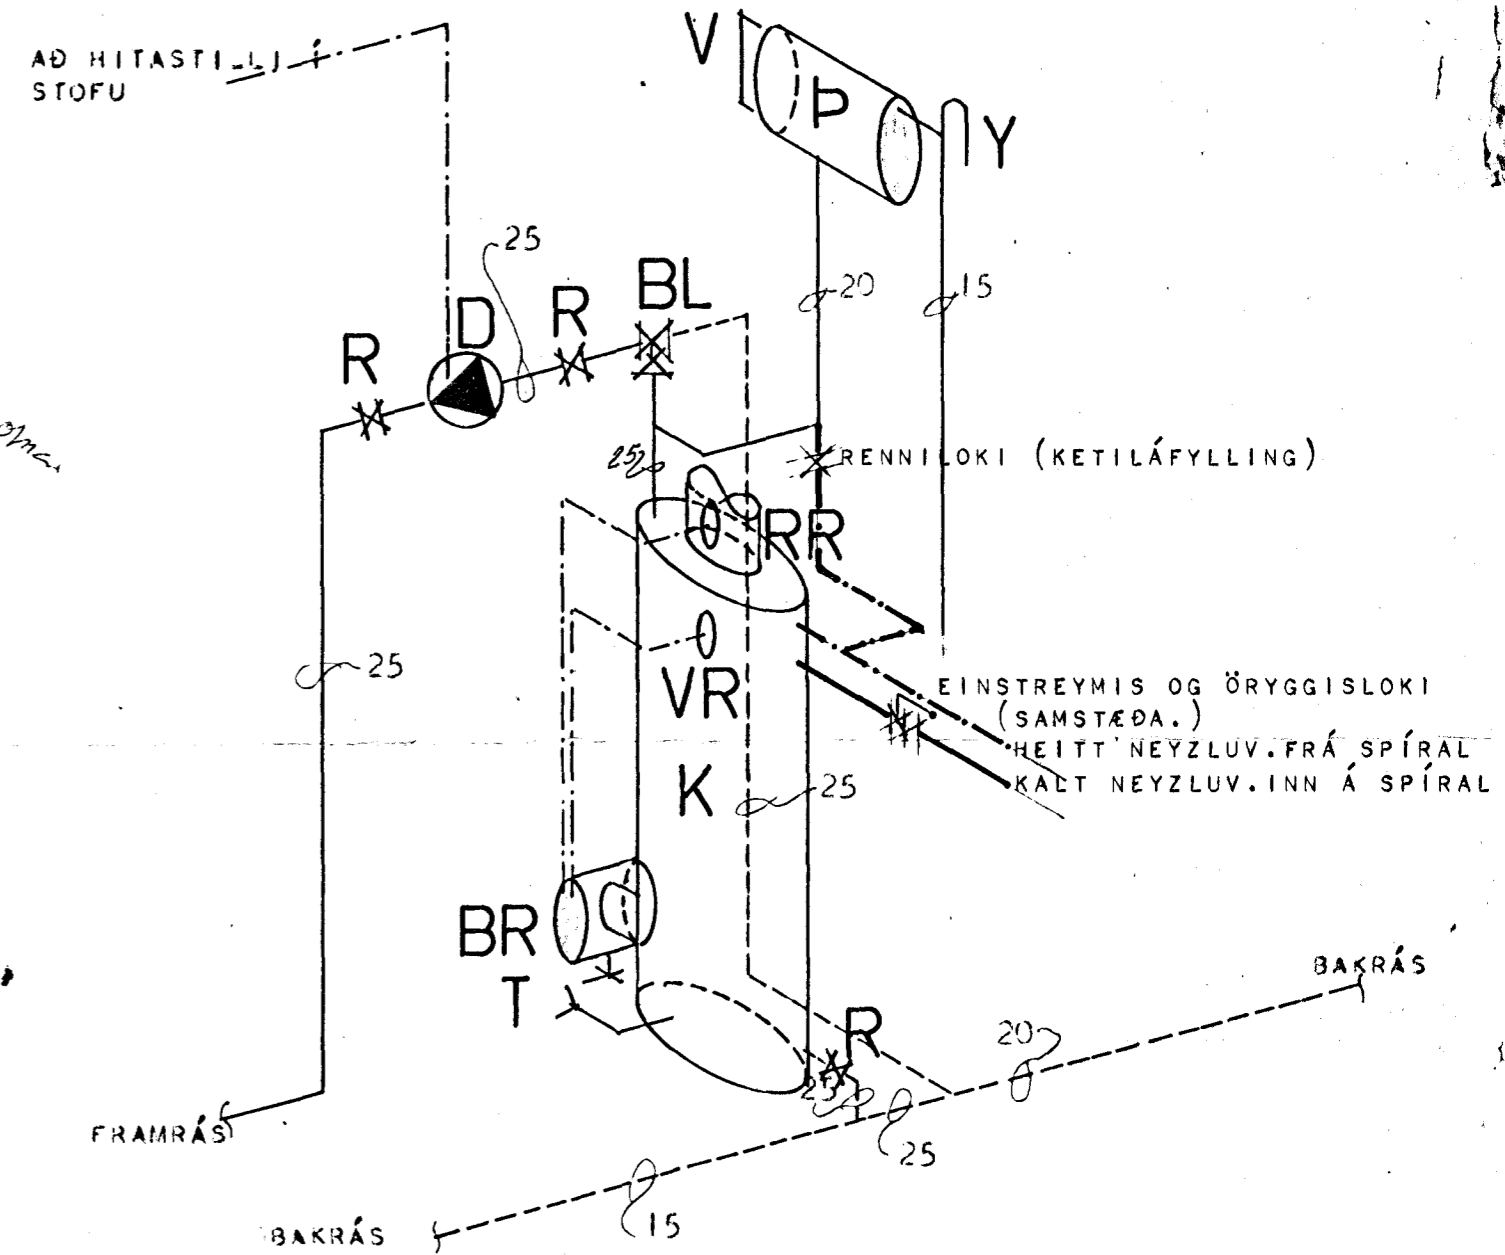 AÐ HITASTILLI Í
STOFU
V
Þ
Y
25
20
15
BL
R
D
R
25
RENNILOKI (KETILÁFYLLING)
RR
25
VR
EINSTREYMIS OG ÖRYGGISLOKI
(SAMSTÆÐA.)
HEITT NEYZLUV.FRÁ SPÍRAL
KALT NEYZLUV.INN Á SPÍRAL
K
25
BR
T
BAKRÁS
R
20
25
25
FRAMRÁS
15
BAKRÁS